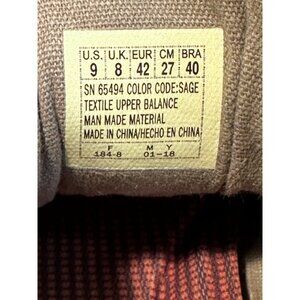 U.S. U.K. EUR CM BRA
9 8 42 27 40
SN 65494 COLOR CODE:SAGE
TEXTILE UPPER BALANCE
MAN MADE MATERIAL
MADE IN CHINA/HECHO EN CHINA
F M Y
184-8 01-18